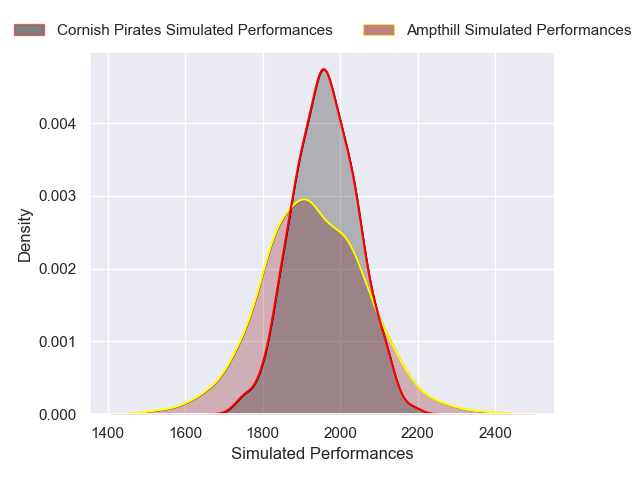 Cornish Pirates Simulated Performances
Ampthill Simulated Performances
Density
0.004
0.003
0.002
0.001
0.000
1400 1600 1800 2000 2200 2400
Simulated Performances